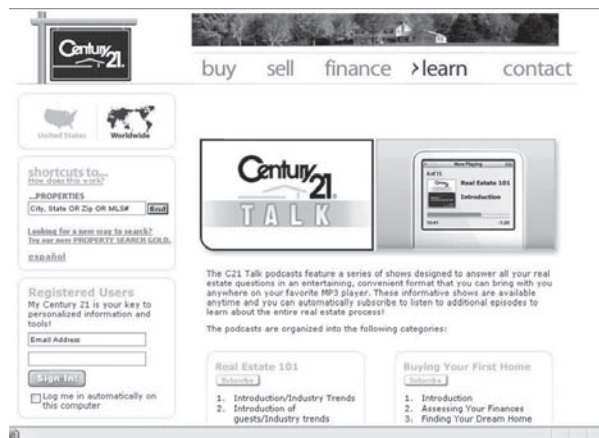 Century 21
buy sell finance >learn contact
United States Worldwide
shortcuts to...
How does this work?
...PROPERTIES
City, State OR Zip OR MLS# find
Looking for a new way to search?
Try our new PROPERTY SEARCH GOLD.
español
Registered Users
My Century 21 is your key to
personalized information and
tools!
Email Address
Sign In!
Log me in automatically on
this computer
Century 21
TALK
Now Playing
Real Estate 101
Introduction
The C21 Talk podcasts feature a series of shows designed to answer all your real
estate questions in an entertaining, convenient format that you can bring with you
anywhere on your favorite MP3 player. These informative shows are available
anytime and you can automatically subscribe to listen to additional episodes to
learn about the entire real estate process!
The podcasts are organized into the following categories:
Real Estate 101
Subscribe
1. Introduction/Industry Trends
2. Introduction of
guests/Industry trends
Buying Your First Home
Subscribe
1. Introduction
2. Assessing Your Finances
3. Finding Your Dream Home